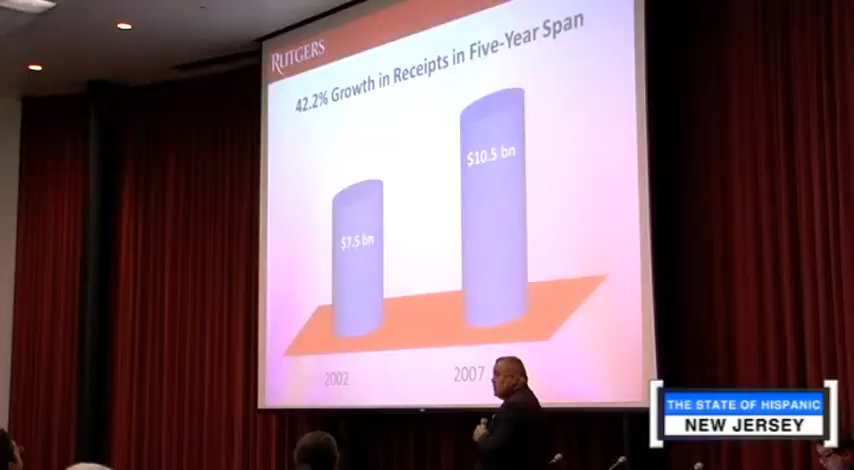 RUTGERS
42.2% Growth in Receipts in Five-Year Span
$10.5 bn
$7.5 bn
2002
2007
THE STATE OF HISPANIC
NEW JERSEY